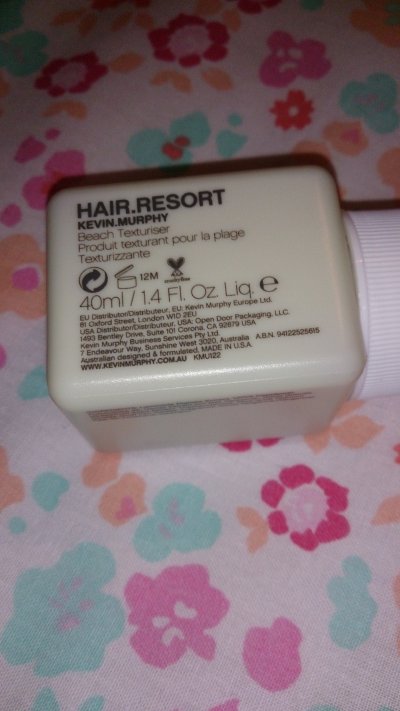 HAIR.RESORT
KEVIN.MURPHY
Beach Texturiser
Produit texturant pour la plage
Texturizzante
12M
crueltyfree
40ml / 1.4 Fl. Oz. Liq. ℮
EU Distributor/Distributeur, EU: Kevin Murphy Europe Ltd.
81 Oxford Street, London W1D 2EU
USA Distributor/Distributeur, USA: Open Door Packaging, LLC.
1493 Bentley Drive, Suite 101 Corona, CA 92879 USA
Kevin Murphy Business Services Pty Ltd.
7 Endeavour Way, Sunshine West 3020, Australia A.B.N. 94122525615
Australian designed & formulated, MADE IN U.S.A.
WWW.KEVINMURPHY.COM.AU KMU122